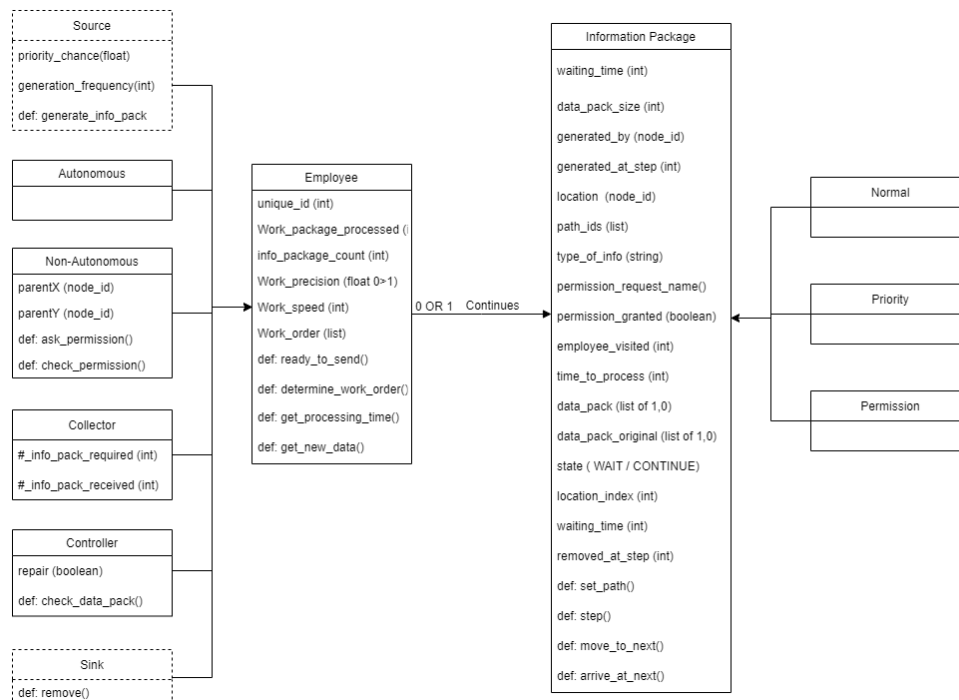 Source
priority_chance(float)
generation_frequency(int)
def: generate_info_pack
Autonomous
Non-Autonomous
parentX (node_id)
parentY (node_id)
def: ask_permission()
def: check_permission()
Collector
#_info_pack_required (int)
#_info_pack_received (int)
Controller
repair (boolean)
def: check_data_pack()
Sink
def: remove()
Employee
unique_id (int)
Work_package_processed (i
info_package_count (int)
Work_precision (float 0>1)
Work_speed (int)
Work_order (list)
def: ready_to_send()
def: determine_work_order()
def: get_processing_time()
def: get_new_data()
0 OR 1 Continues
Information Package
waiting_time (int)
data_pack_size (int)
generated_by (node_id)
generated_at_step (int)
location (node_id)
path_ids (list)
type_of_info (string)
permission_request_name()
permission_granted (boolean)
employee_visited (int)
time_to_process (int)
data_pack (list of 1,0)
data_pack_original (list of 1,0)
state ( WAIT / CONTINUE)
location_index (int)
waiting_time (int)
removed_at_step (int)
def: set_path()
def: step()
def: move_to_next()
def: arrive_at_next()
Normal
Priority
Permission